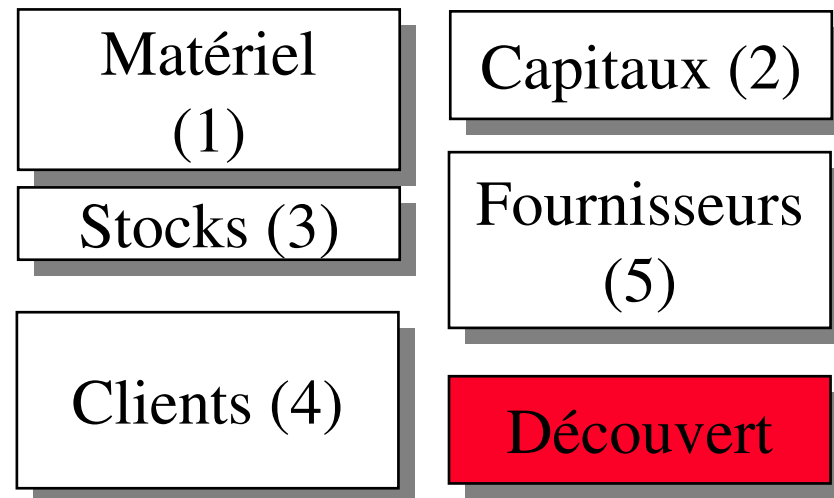 Matériel
(1)
Stocks (3)
Clients (4)
Capitaux (2)
Fournisseurs
(5)
Découvert